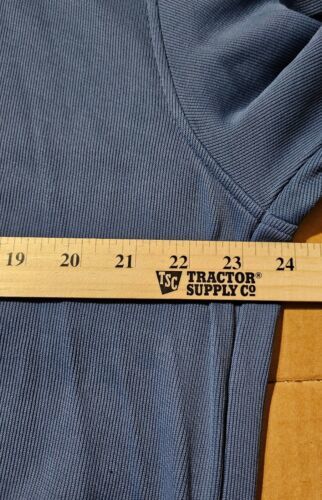 19 20 21 22 23 24
TSC TRACTOR®
SUPPLY CO